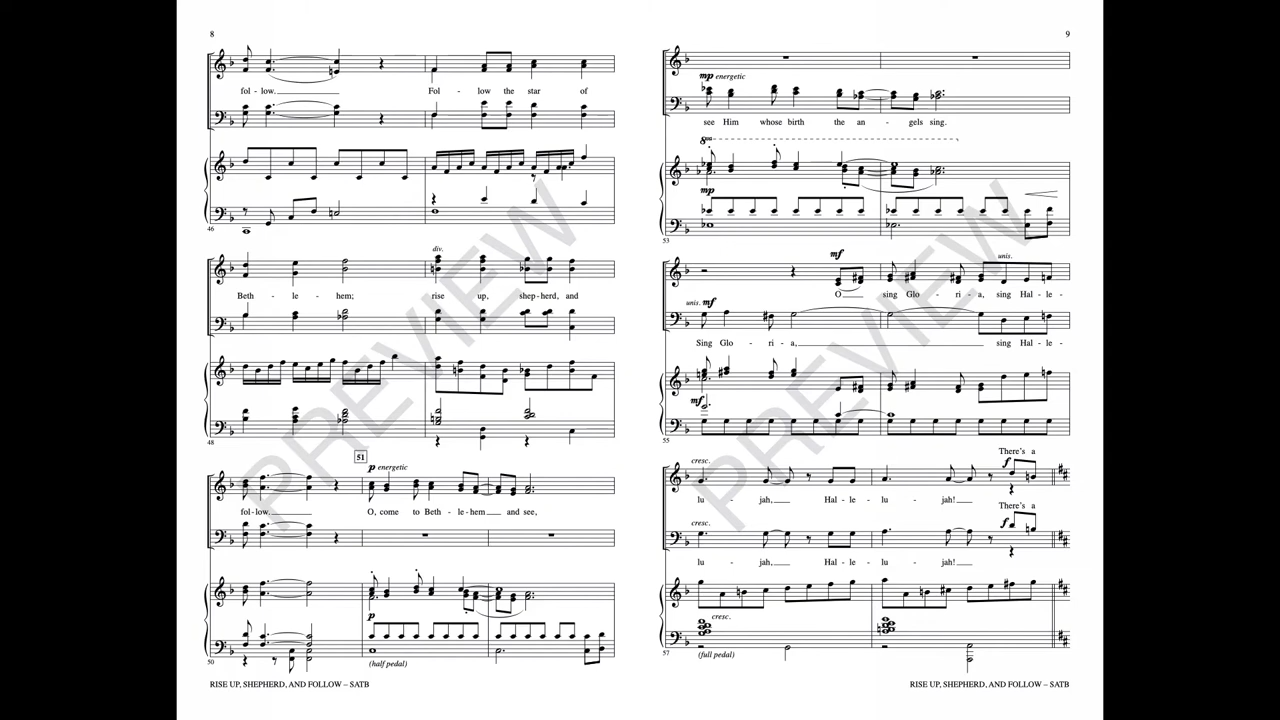 8
fol - low.
Fol - low the star of
46
Beth - le - hem;
div.
rise up, shep - herd, and
48
51
p energetic
fol - low.
O, come to Beth - le - hem and see,
p
50
(half pedal)
RISE UP, SHEPHERD, AND FOLLOW – SATB
PREVIEW
9
mp energetic
see Him whose birth the an - gels sing.
8va
mp
53
mf
unis.
O sing Glo - ri - a, sing Hal - le -
unis. mf
Sing Glo - ri - a, sing Hal - le -
mf
55
There's a
cresc.
f
lu - jah, Hal - le - lu - jah!
There's a
cresc.
f
lu - jah, Hal - le - lu - jah!
cresc.
57
(full pedal)
RISE UP, SHEPHERD, AND FOLLOW – SATB
PREVIEW